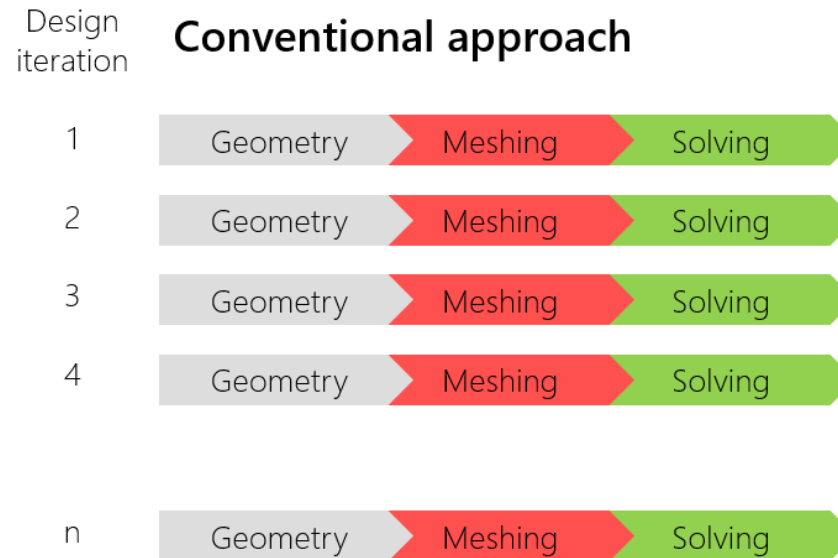 Design
iteration
Conventional approach
1 Geometry Meshing Solving
2 Geometry Meshing Solving
3 Geometry Meshing Solving
4 Geometry Meshing Solving
n Geometry Meshing Solving